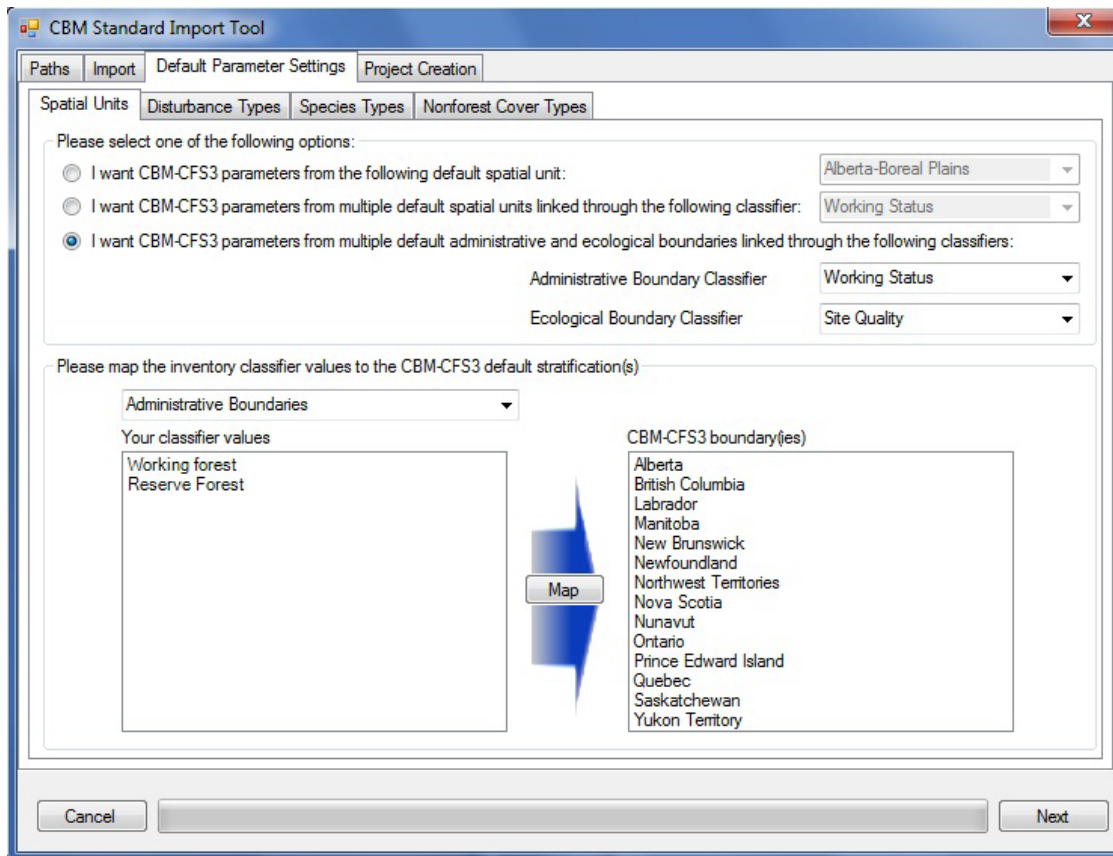 CBM Standard Import Tool
X
Paths Import Default Parameter Settings Project Creation
Spatial Units Disturbance Types Species Types Nonforest Cover Types
Please select one of the following options:
I want CBM-CFS3 parameters from the following default spatial unit: Alberta-Boreal Plains
I want CBM-CFS3 parameters from multiple default spatial units linked through the following classifier: Working Status
I want CBM-CFS3 parameters from multiple default administrative and ecological boundaries linked through the following classifiers:
Administrative Boundary Classifier Working Status
Ecological Boundary Classifier Site Quality
Please map the inventory classifier values to the CBM-CFS3 default stratification(s)
Administrative Boundaries
Your classifier values
Working forest
Reserve Forest
Map
CBM-CFS3 boundary(ies)
Alberta
British Columbia
Labrador
Manitoba
New Brunswick
Newfoundland
Northwest Territories
Nova Scotia
Nunavut
Ontario
Prince Edward Island
Quebec
Saskatchewan
Yukon Territory
Cancel Next